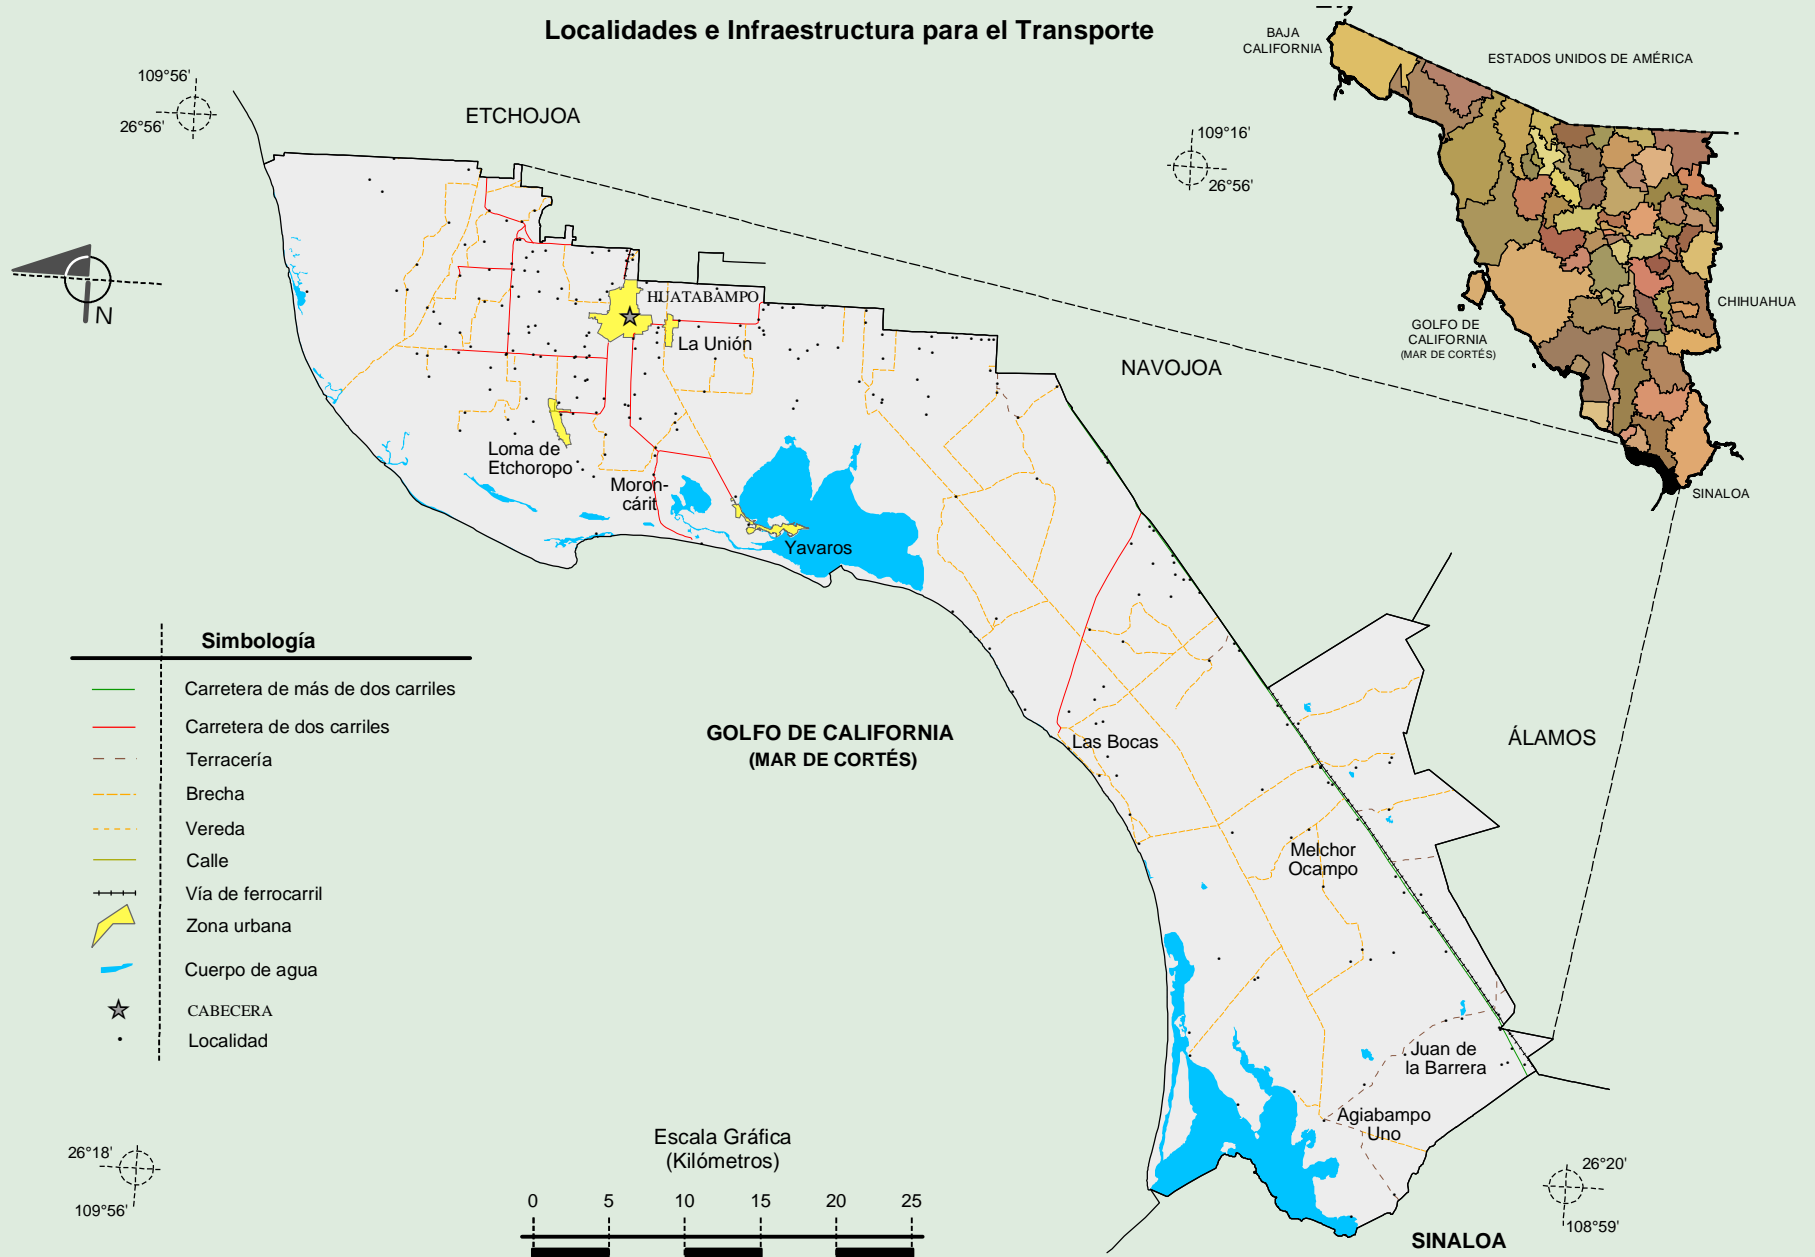 Localidades e Infraestructura para el Transporte
BAJA
CALIFORNIA
ESTADOS UNIDOS DE AMÉRICA
109°56'
26°56'
ETCHOJOA
109°16'
26°56'
N
HUATABAMPO
La Unión
NAVOJOA
GOLFO DE
CALIFORNIA
(MAR DE CORTÉS)
CHIHUAHUA
SINALOA
Loma de
Etchoropo
Moron-
cárit
Yavaros
Simbología
Carretera de más de dos carriles
Carretera de dos carriles
Terracería
Brecha
Vereda
Calle
Vía de ferrocarril
Zona urbana
Cuerpo de agua
CABECERA
Localidad
GOLFO DE CALIFORNIA
(MAR DE CORTÉS)
Las Bocas
ÁLAMOS
Melchor
Ocampo
Juan de
la Barrera
Agiabampo
Uno
26°18'
109°56'
Escala Gráfica
(Kilómetros)
0 5 10 15 20 25
26°20'
108°59'
SINALOA